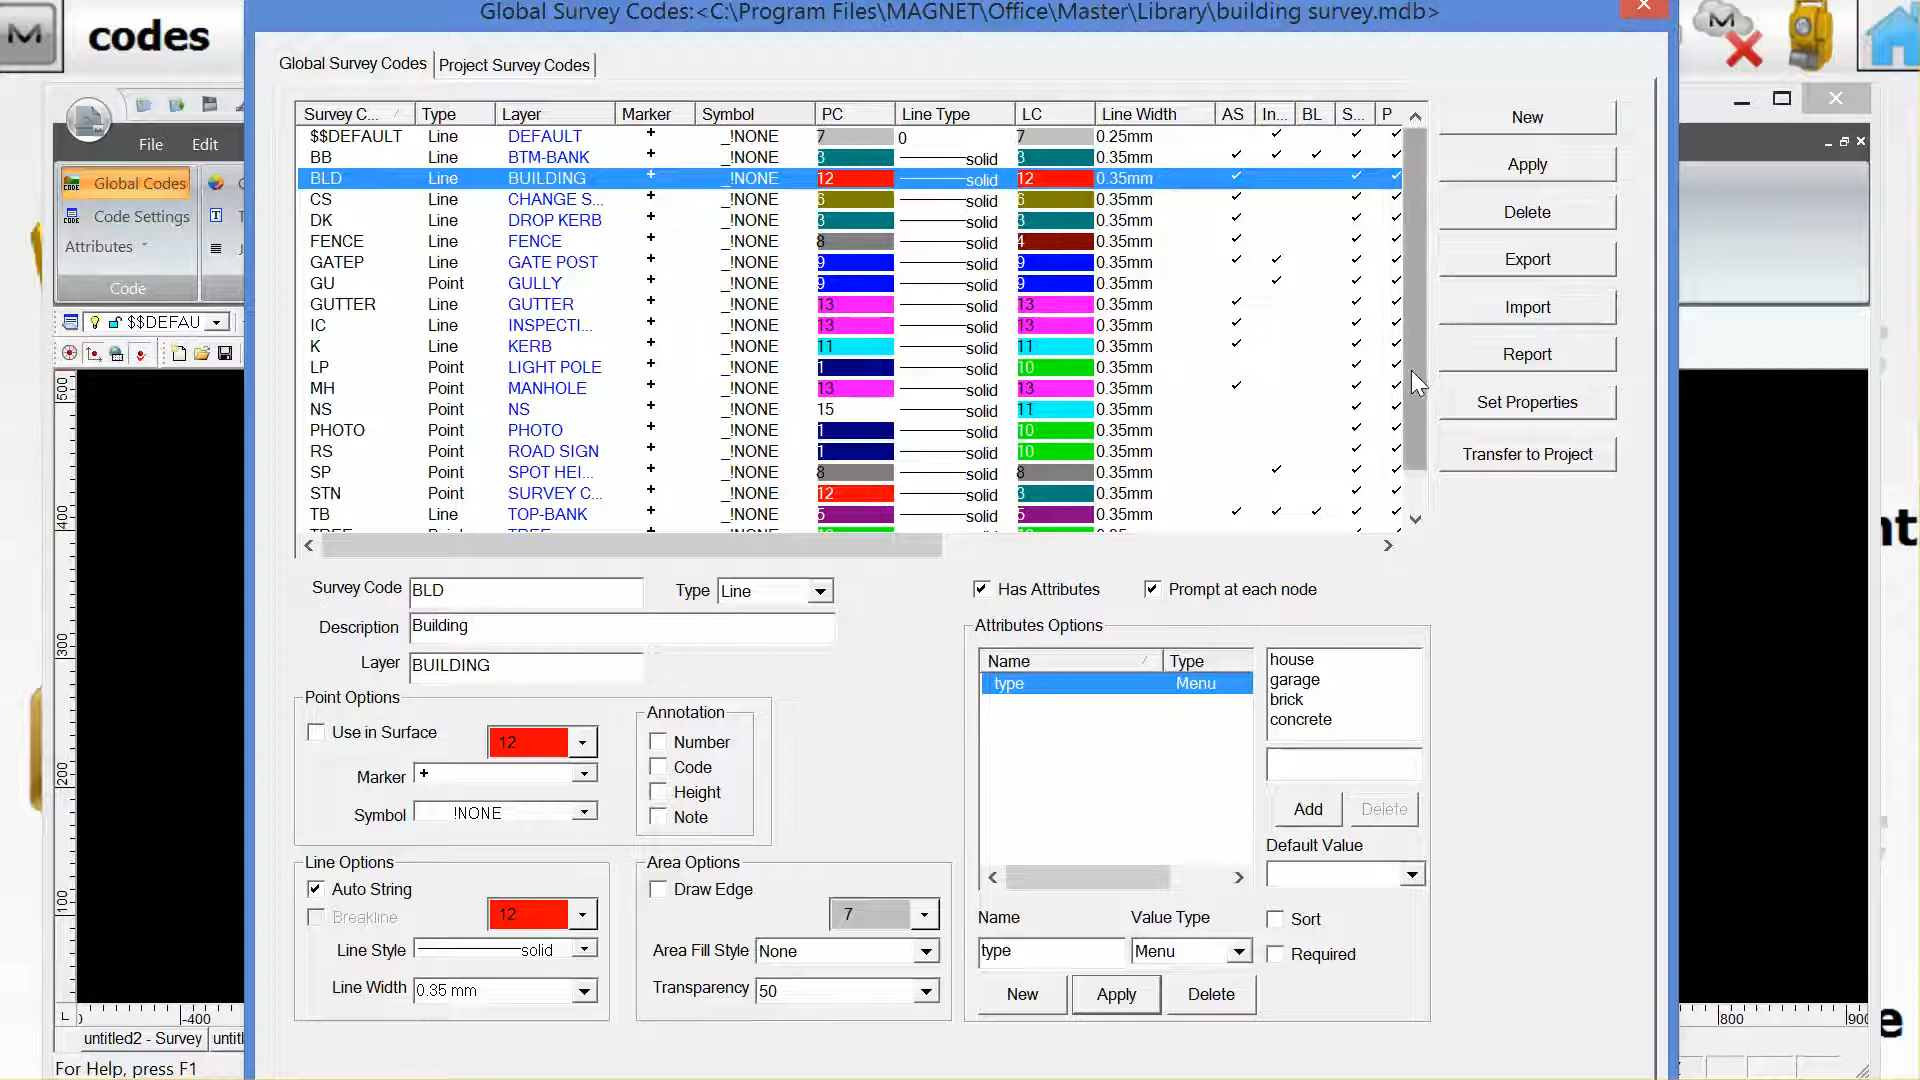 Global Survey Codes:<C:\Program Files\MAGNET\Office\Master\Library\building survey.mdb>
codes
Global Survey Codes Project Survey Codes
Survey C... Type Layer Marker Symbol PC Line Type LC Line Width AS In... BL S... P
$$DEFAULT Line DEFAULT + _!NONE 7 0 7 0.25mm
BB Line BTM-BANK + _!NONE 3 solid 3 0.35mm
BLD Line BUILDING + _!NONE 12 solid 12 0.35mm
CS Line CHANGE S... + _!NONE 6 solid 6 0.35mm
DK Line DROP KERB + _!NONE 3 solid 3 0.35mm
FENCE Line FENCE + _!NONE 8 solid 4 0.35mm
GATEP Line GATE POST + _!NONE 9 solid 9 0.35mm
GU Point GULLY + _!NONE 9 solid 9 0.35mm
GUTTER Line GUTTER + _!NONE 13 solid 13 0.35mm
IC Line INSPECTI... + _!NONE 13 solid 13 0.35mm
K Line KERB + _!NONE 11 solid 11 0.35mm
LP Point LIGHT POLE + _!NONE 1 solid 10 0.35mm
MH Point MANHOLE + _!NONE 13 solid 13 0.35mm
NS Point NS + _!NONE 15 solid 11 0.35mm
PHOTO Point PHOTO + _!NONE 1 solid 10 0.35mm
RS Point ROAD SIGN + _!NONE 1 solid 10 0.35mm
SP Point SPOT HEI... + _!NONE 8 solid 8 0.35mm
STN Point SURVEY C... + _!NONE 12 solid 3 0.35mm
TB Line TOP-BANK + _!NONE 5 solid 5 0.35mm
New
Apply
Delete
Export
Import
Report
Set Properties
Transfer to Project
File Edit
Global Codes
Code Settings
Attributes
Code
$$DEFAU
500
400
300
200
100
-400
800
900
untitled2 - Survey untitl
For Help, press F1
Survey Code BLD Type Line
Description Building
Layer BUILDING
Point Options
Use in Surface 12
Marker +
Symbol !NONE
Annotation
Number
Code
Height
Note
Line Options
Auto String
Breakline 12
Line Style solid
Line Width 0.35 mm
Area Options
Draw Edge
7
Area Fill Style None
Transparency 50
Has Attributes Prompt at each node
Attributes Options
Name Type
type Menu
house
garage
brick
concrete
Add Delete
Default Value
Name Value Type
type Menu
Sort
Required
New Apply Delete
nt
e